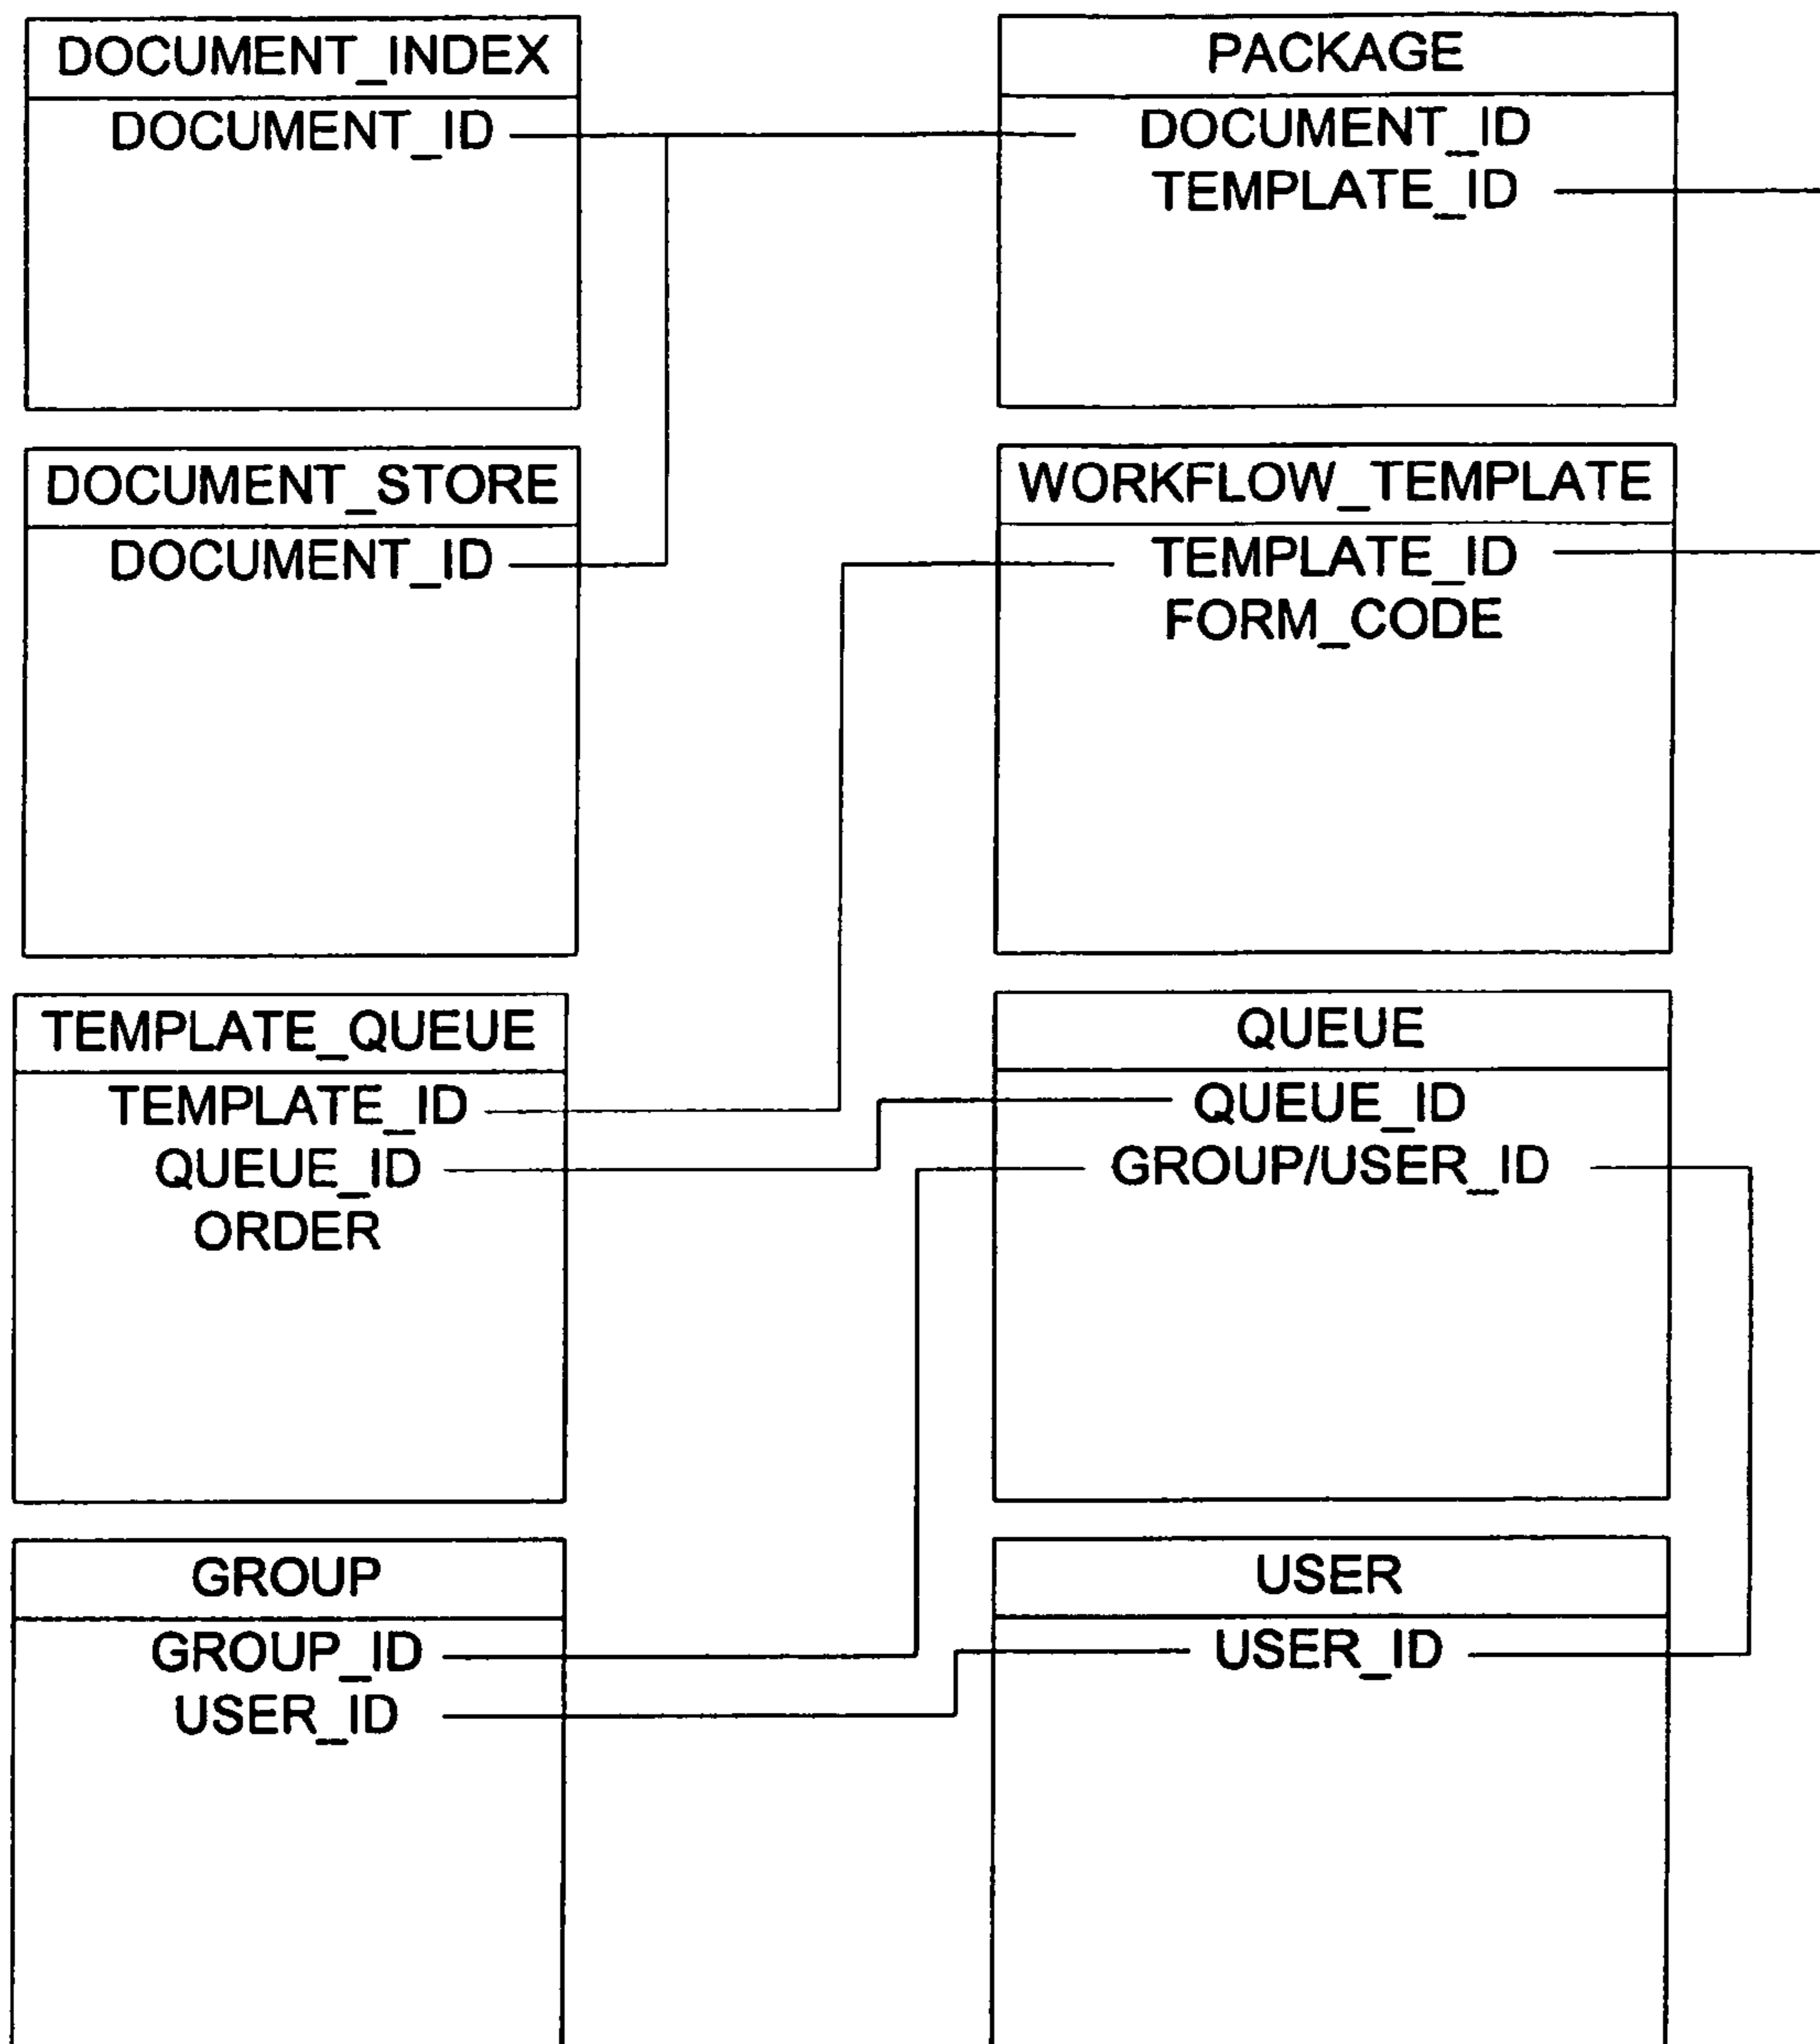 DOCUMENT_INDEX
DOCUMENT_ID
PACKAGE
DOCUMENT_ID
TEMPLATE_ID
DOCUMENT_STORE
DOCUMENT_ID
WORKFLOW_TEMPLATE
TEMPLATE_ID
FORM_CODE
TEMPLATE_QUEUE
TEMPLATE_ID
QUEUE_ID
ORDER
QUEUE
QUEUE_ID
GROUP/USER_ID
GROUP
GROUP_ID
USER_ID
USER
USER_ID